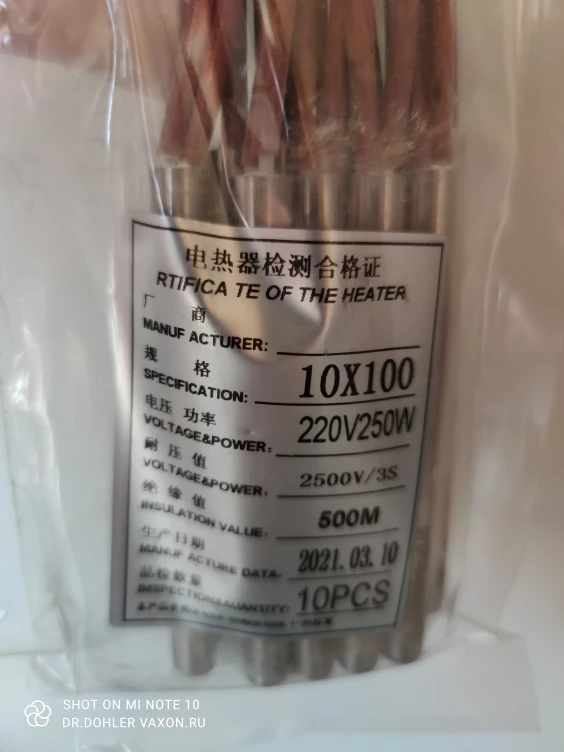 电热器检测合格证
RTIFICA TE OF THE HEATER
厂 商
MANUF ACTURER:
规 格
SPECIFICATION: 10X100
电压 功率
VOLTAGE&POWER: 220V250W
耐 压 值
VOLTAGE&POWER: 2500V/3S
绝 缘 值
INSULATION VALUE: 500M
生产日期
MANUF ACTURE DATA: 2021.03.10
品检数量
IMSPECTION&AUANTITY: 10PCS
SHOT ON MI NOTE 10
DR.DOHLER VAXON.RU